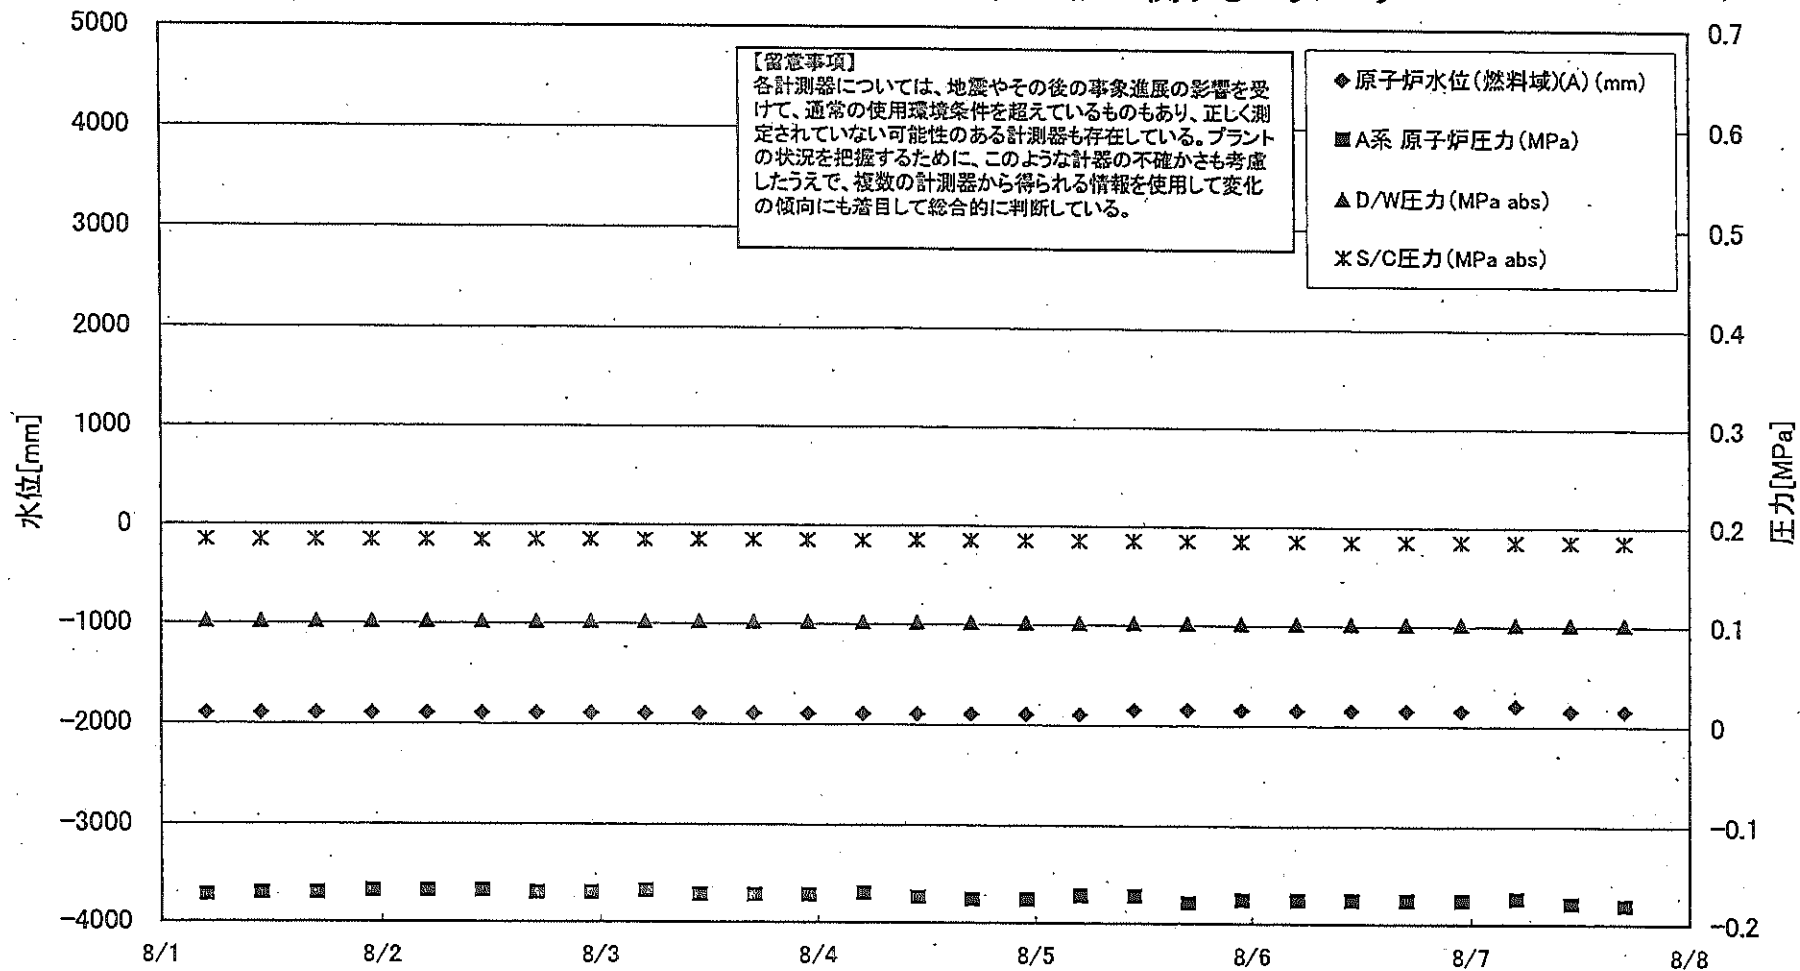 5000
4000
3000
2000
1000
0
-1000
-2000
-3000
-4000
水位[mm]
【留意事項】
各計測器については、地震やその後の事象進展の影響を受
けて、通常の使用環境条件を超えているものもあり、正しく測
定されていない可能性のある計測器も存在している。プラント
の状況を把握するために、このような計器の不確かさも考慮
したうえで、複数の計測器から得られる情報を使用して変化
の傾向にも着目して総合的に判断している。
原子炉水位(燃料域)(A)(mm)
A系 原子炉圧力(MPa)
D/W圧力(MPa abs)
S/C圧力(MPa abs)
0.7
0.6
0.5
0.4
0.3
0.2
0.1
0
-0.1
-0.2
圧力[MPa]
8/1
8/2
8/3
8/4
8/5
8/6
8/7
8/8